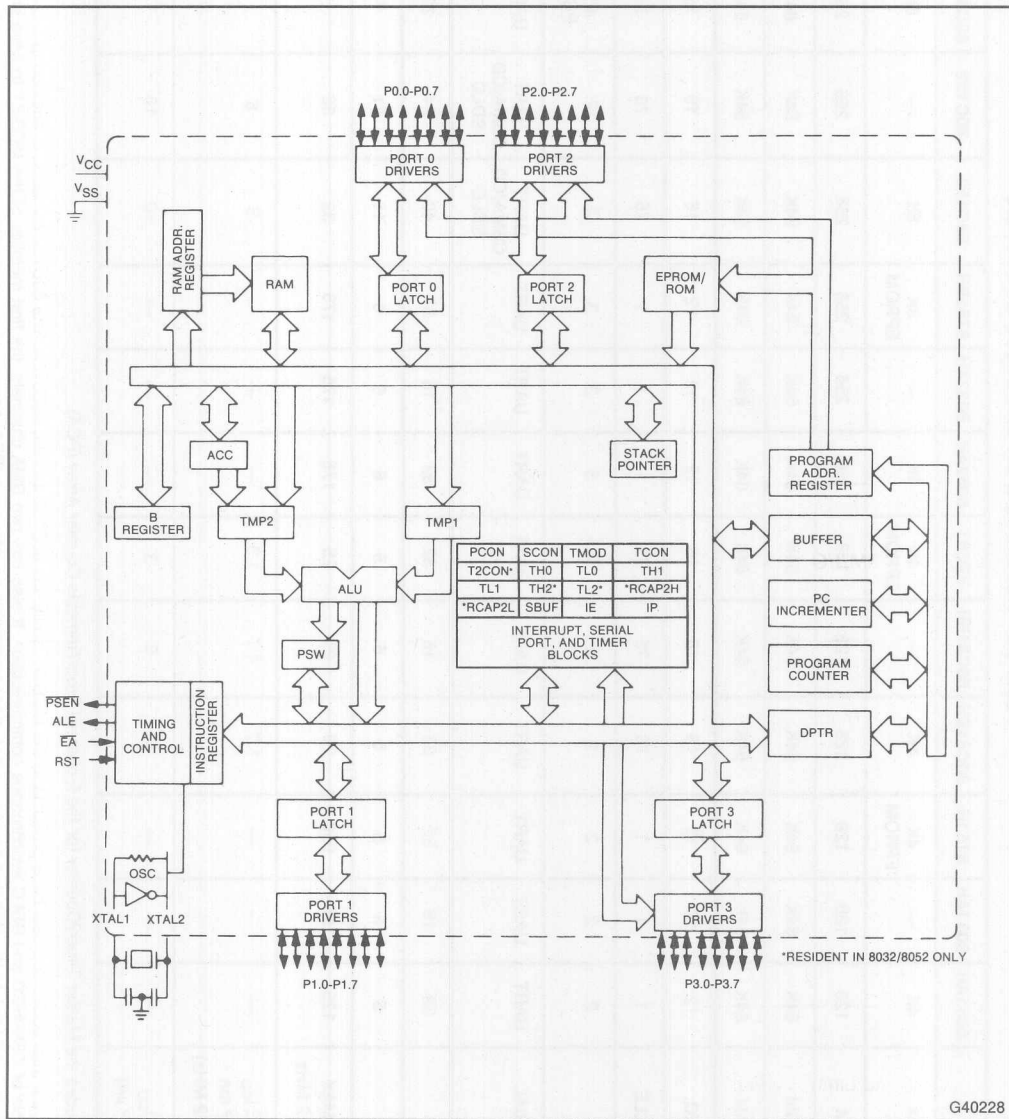 P0.0-P0.7
P2.0-P2.7
VCC
VSS
PORT 0
DRIVERS
PORT 2
DRIVERS
RAM ADDR.
REGISTER
RAM
PORT 0
LATCH
PORT 2
LATCH
EPROM/
ROM
ACC
STACK
POINTER
PROGRAM
ADDR.
REGISTER
B
REGISTER
TMP2
TMP1
BUFFER
PCON SCON TMOD TCON
T2CON* TH0 TL0 TH1
TL1 TH2* TL2* *RCAP2H
*RCAP2L SBUF IE IP
INTERRUPT, SERIAL
PORT, AND TIMER
BLOCKS
ALU
PC
INCREMENTER
PSW
PROGRAM
COUNTER
PSEN
ALE
EA
RST
TIMING
AND
CONTROL
INSTRUCTION
REGISTER
DPTR
PORT 1
LATCH
PORT 3
LATCH
OSC
XTAL1 XTAL2
PORT 1
DRIVERS
PORT 3
DRIVERS
*RESIDENT IN 8032/8052 ONLY
P1.0-P1.7
P3.0-P3.7
G40228